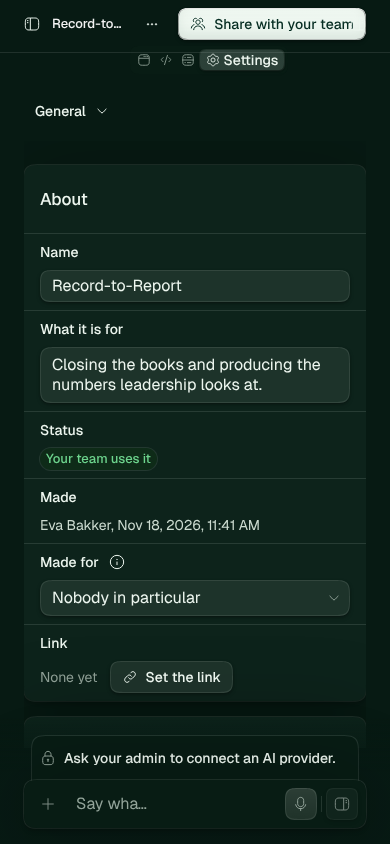 Record-to...
Share with your team
Settings
General
About
Name
Record-to-Report
What it is for
Closing the books and producing the
numbers leadership looks at.
Status
Your team uses it
Made
Eva Bakker, Nov 18, 2026, 11:41 AM
Made for
Nobody in particular
Link
None yet
Set the link
Ask your admin to connect an AI provider.
Say wha...